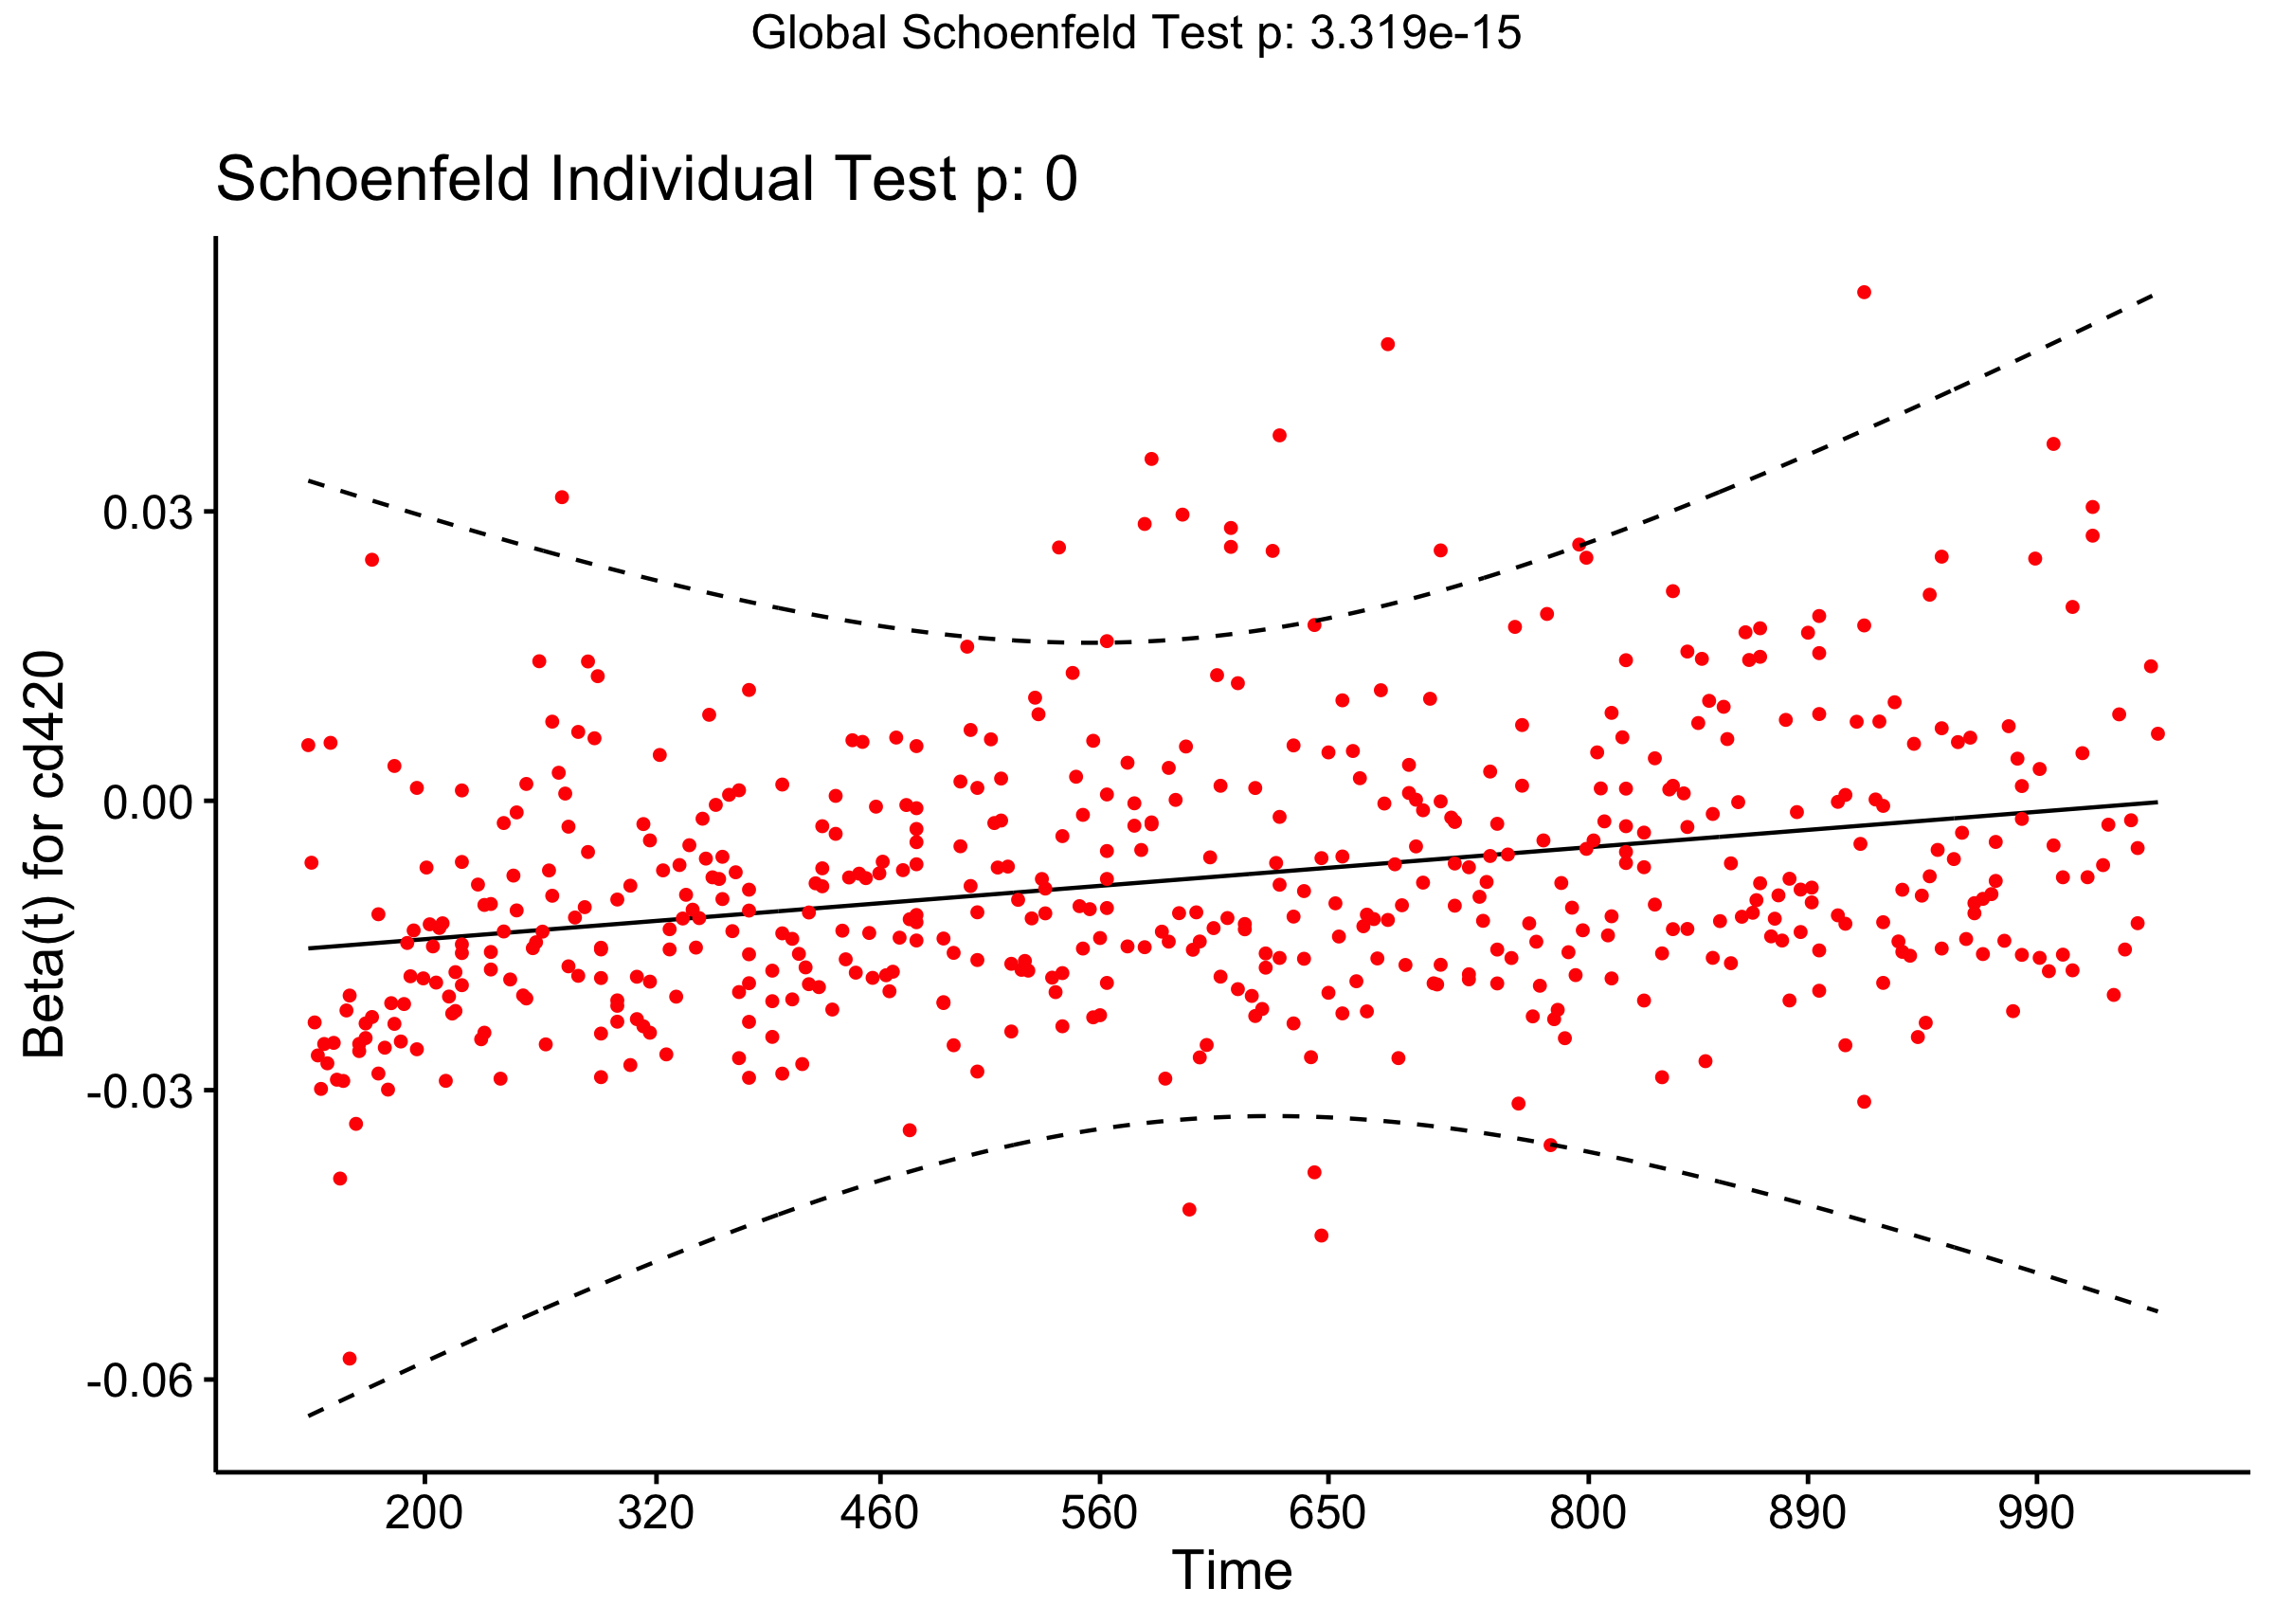 Global Schoenfeld Test p: 3.319e-15
Schoenfeld Individual Test p: 0
Beta(t) for cd420
0.03
0.00
-0.03
-0.06
200 320 460 560 650 800 890 990
Time